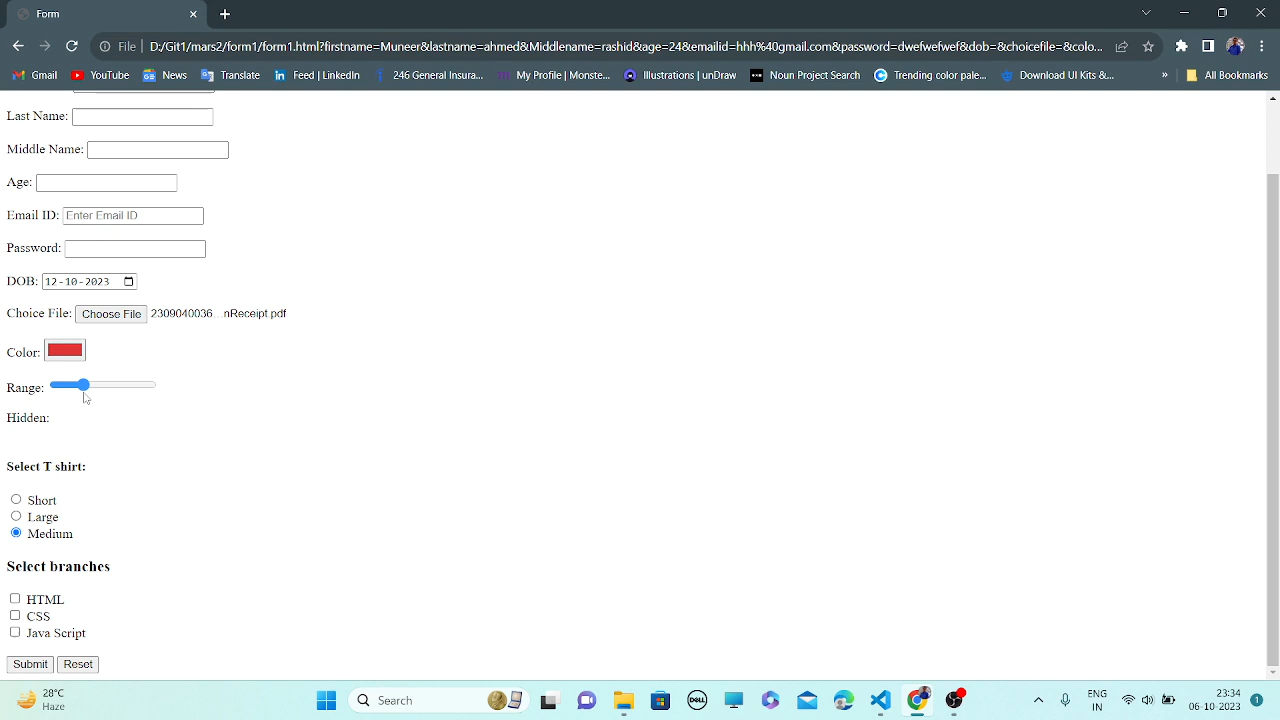 Form
File D:/Git1/mars2/form1/form1.html?firstname=Muneer&lastname=ahmed&Middlename=rashid&age=24&emailid=hhh%40gmail.com&password=dwefwefwef&dob=&choicefile=&colo...
Gmail YouTube News Translate Feed | LinkedIn 246 General Insura... My Profile | Monste... Illustrations | unDraw The Noun Project Search Stunning color pale... Download UI Kits &... » All Bookmarks
Last Name:
Middle Name:
Age:
Email ID: Enter Email ID
Password:
DOB: 12-10-2023
Choice File: Choose File 2309040036...nReceipt.pdf
Color:
Range:
Hidden:
Select T shirt:
Short
Large
Medium
Select branches
HTML
CSS
Java Script
Submit Reset
28°C
Haze
Search
DELL
ENG
IN
23:34
06-10-2023
1